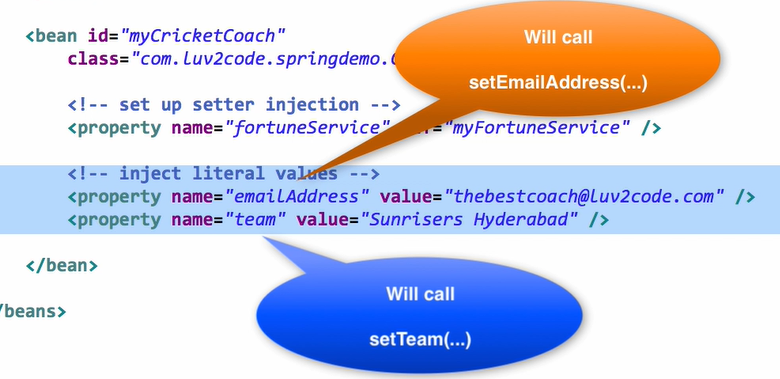 <bean id="myCricketCoach"
Will call
class="com.luv2code.springdemo.
setEmailAddress(...)
<!-- set up setter injection -->
<property name="fortuneService" ="myFortuneService" />
<!-- inject literal values -->
<property name="emailAddress" value="thebestcoach@luv2code.com" />
<property name="team" value="Sunrisers Hyderabad" />
</bean>
Will call
/beans>
setTeam(...)